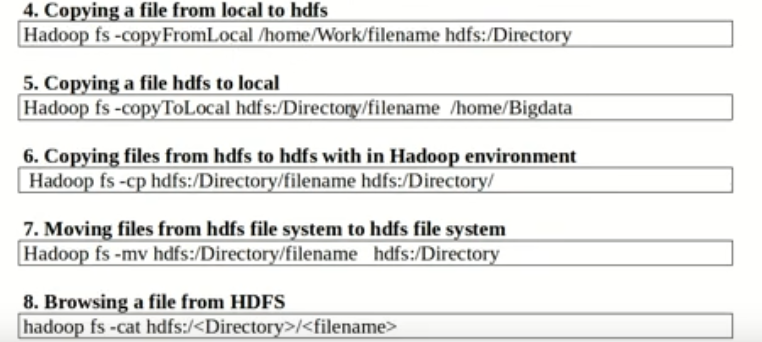 4. Copying a file from local to hdfs
Hadoop fs -copyFromLocal /home/Work/filename hdfs:/Directory
5. Copying a file hdfs to local
Hadoop fs -copyToLocal hdfs:/Directory/filename /home/Bigdata
6. Copying files from hdfs to hdfs with in Hadoop environment
Hadoop fs -cp hdfs:/Directory/filename hdfs:/Directory/
7. Moving files from hdfs file system to hdfs file system
Hadoop fs -mv hdfs:/Directory/filename hdfs:/Directory
8. Browsing a file from HDFS
hadoop fs -cat hdfs:/<Directory>/<filename>